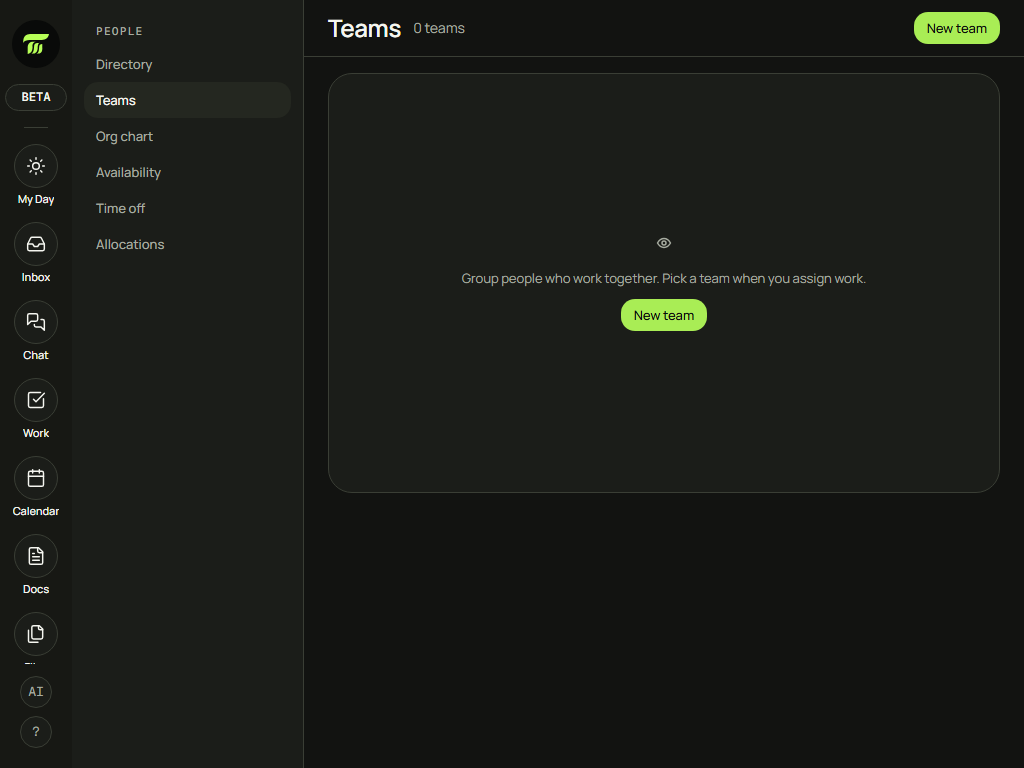 BETA
My Day
Inbox
Chat
Work
Calendar
Docs
AI
?
PEOPLE
Directory
Teams
Org chart
Availability
Time off
Allocations
Teams
0 teams
New team
Group people who work together. Pick a team when you assign work.
New team